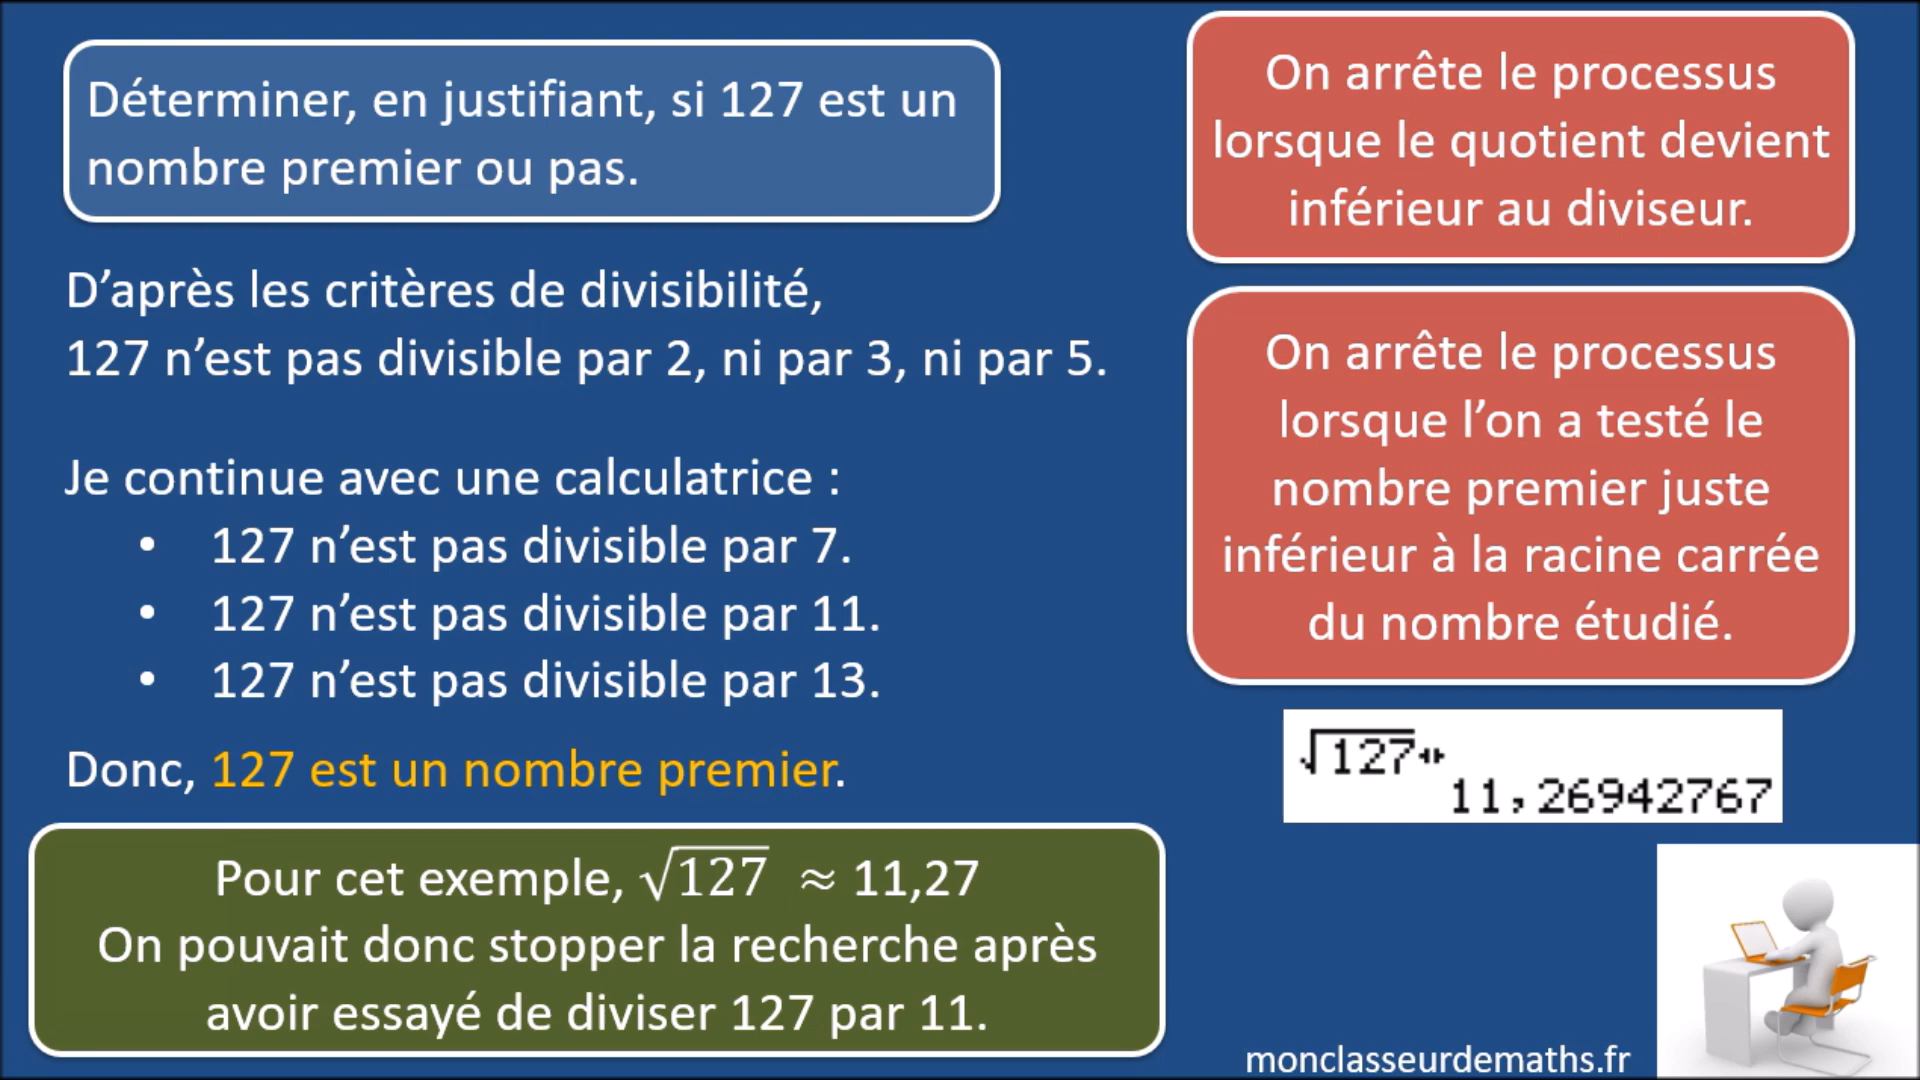 Déterminer, en justifiant, si 127 est un
nombre premier ou pas.
D’après les critères de divisibilité,
127 n’est pas divisible par 2, ni par 3, ni par 5.
Je continue avec une calculatrice :
• 127 n’est pas divisible par 7.
• 127 n’est pas divisible par 11.
• 127 n’est pas divisible par 13.
Donc, 127 est un nombre premier.
Pour cet exemple, √127 ≈ 11,27
On pouvait donc stopper la recherche après
avoir essayé de diviser 127 par 11.
On arrête le processus
lorsque le quotient devient
inférieur au diviseur.
On arrête le processus
lorsque l’on a testé le
nombre premier juste
inférieur à la racine carrée
du nombre étudié.
√127
11,26942767
monclasseurdemaths.fr